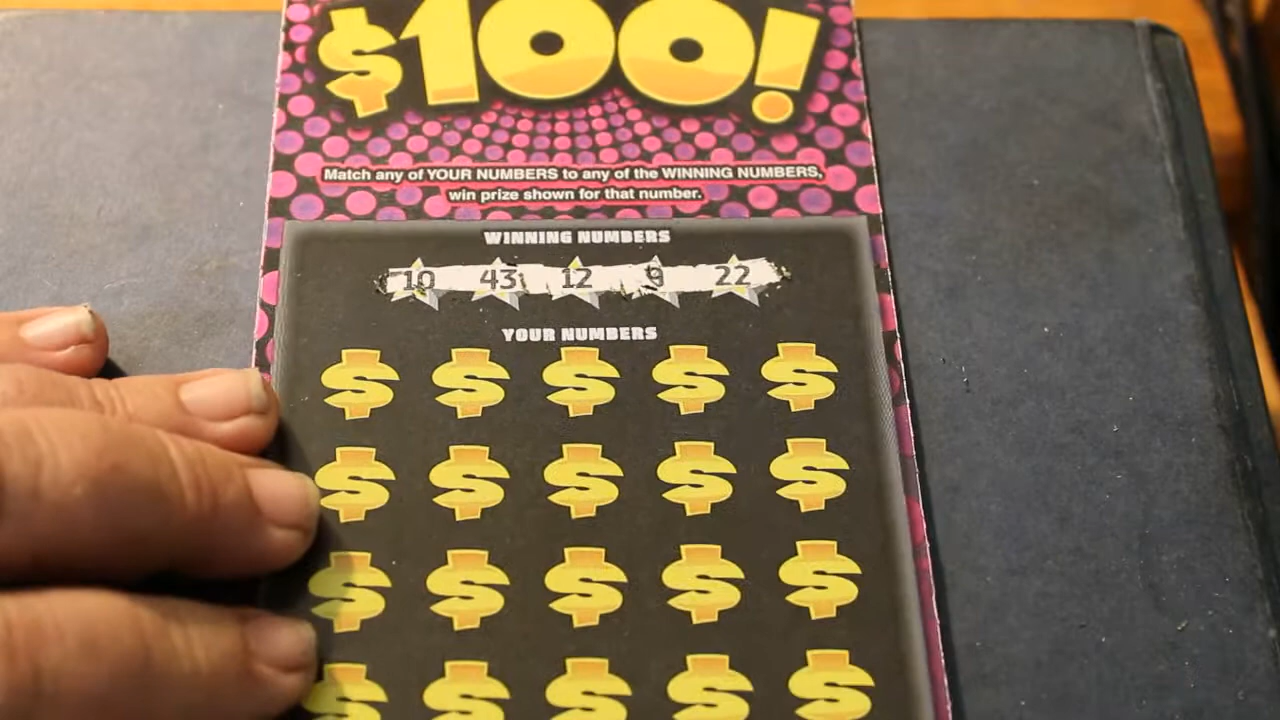 $100!
Match any of YOUR NUMBERS to any of the WINNING NUMBERS,
win prize shown for that number.
WINNING NUMBERS
10 43 12 9 22
YOUR NUMBERS
$ $ $ $ $
$ $ $ $ $
$ $ $ $ $
$ $ $ $ $